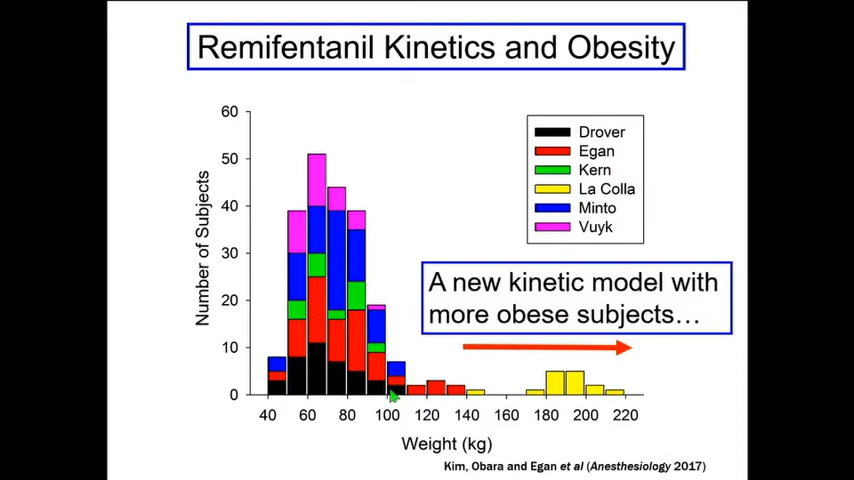 Remifentanil Kinetics and Obesity
60
50
40
30
20
10
0
Number of Subjects
Drover
Egan
Kern
La Colla
Minto
Vuyk
A new kinetic model with
more obese subjects…
40 60 80 100 120 140 160 180 200 220
Weight (kg)
Kim, Obara and Egan et al (Anesthesiology 2017)